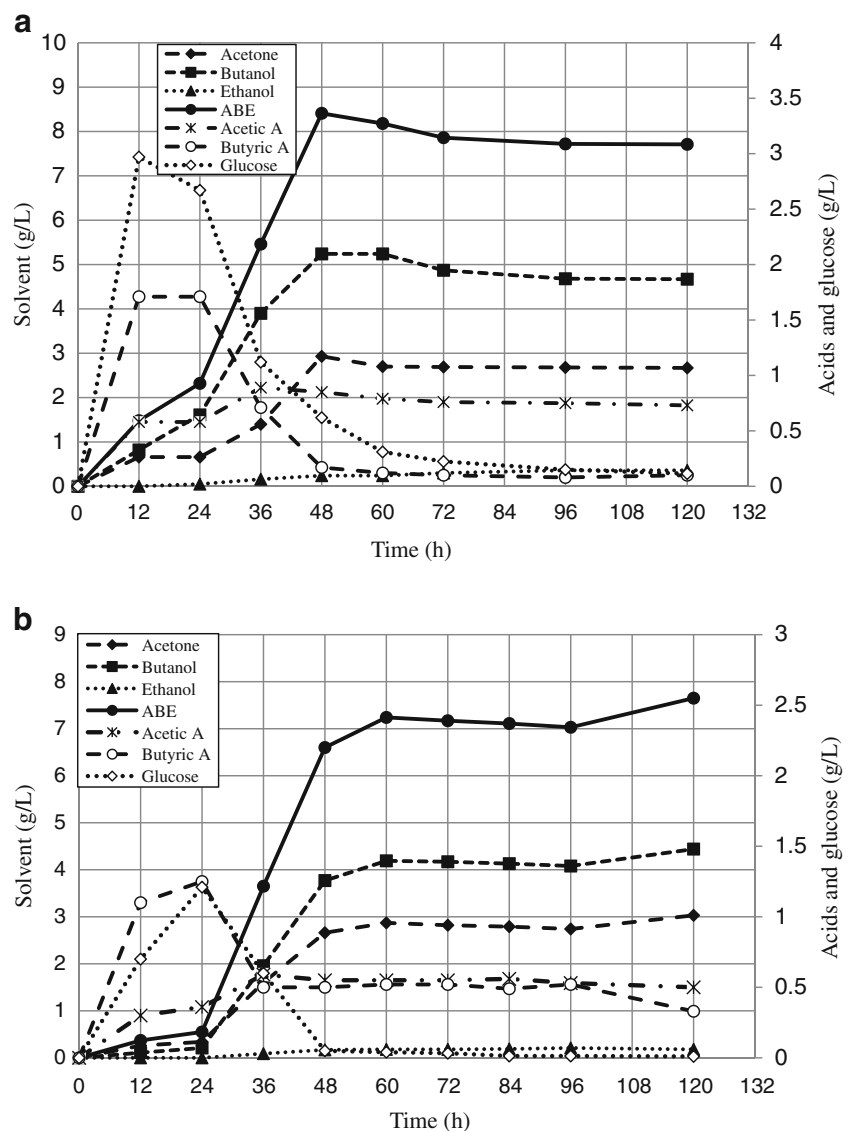 a
10
9
8
7
6
5
4
3
2
1
0
Solvent (g/L)
Acetone
Butanol
Ethanol
ABE
Acetic A
Butyric A
Glucose
4
3.5
3
2.5
2
1.5
1
0.5
0
Acids and glucose (g/L)
0 12 24 36 48 60 72 84 96 108 120 132
Time (h)
b
9
8
7
6
5
4
3
2
1
0
Solvent (g/L)
Acetone
Butanol
Ethanol
ABE
Acetic A
Butyric A
Glucose
3
2.5
2
1.5
1
0.5
0
Acids and glucose (g/L)
0 12 24 36 48 60 72 84 96 108 120 132
Time (h)